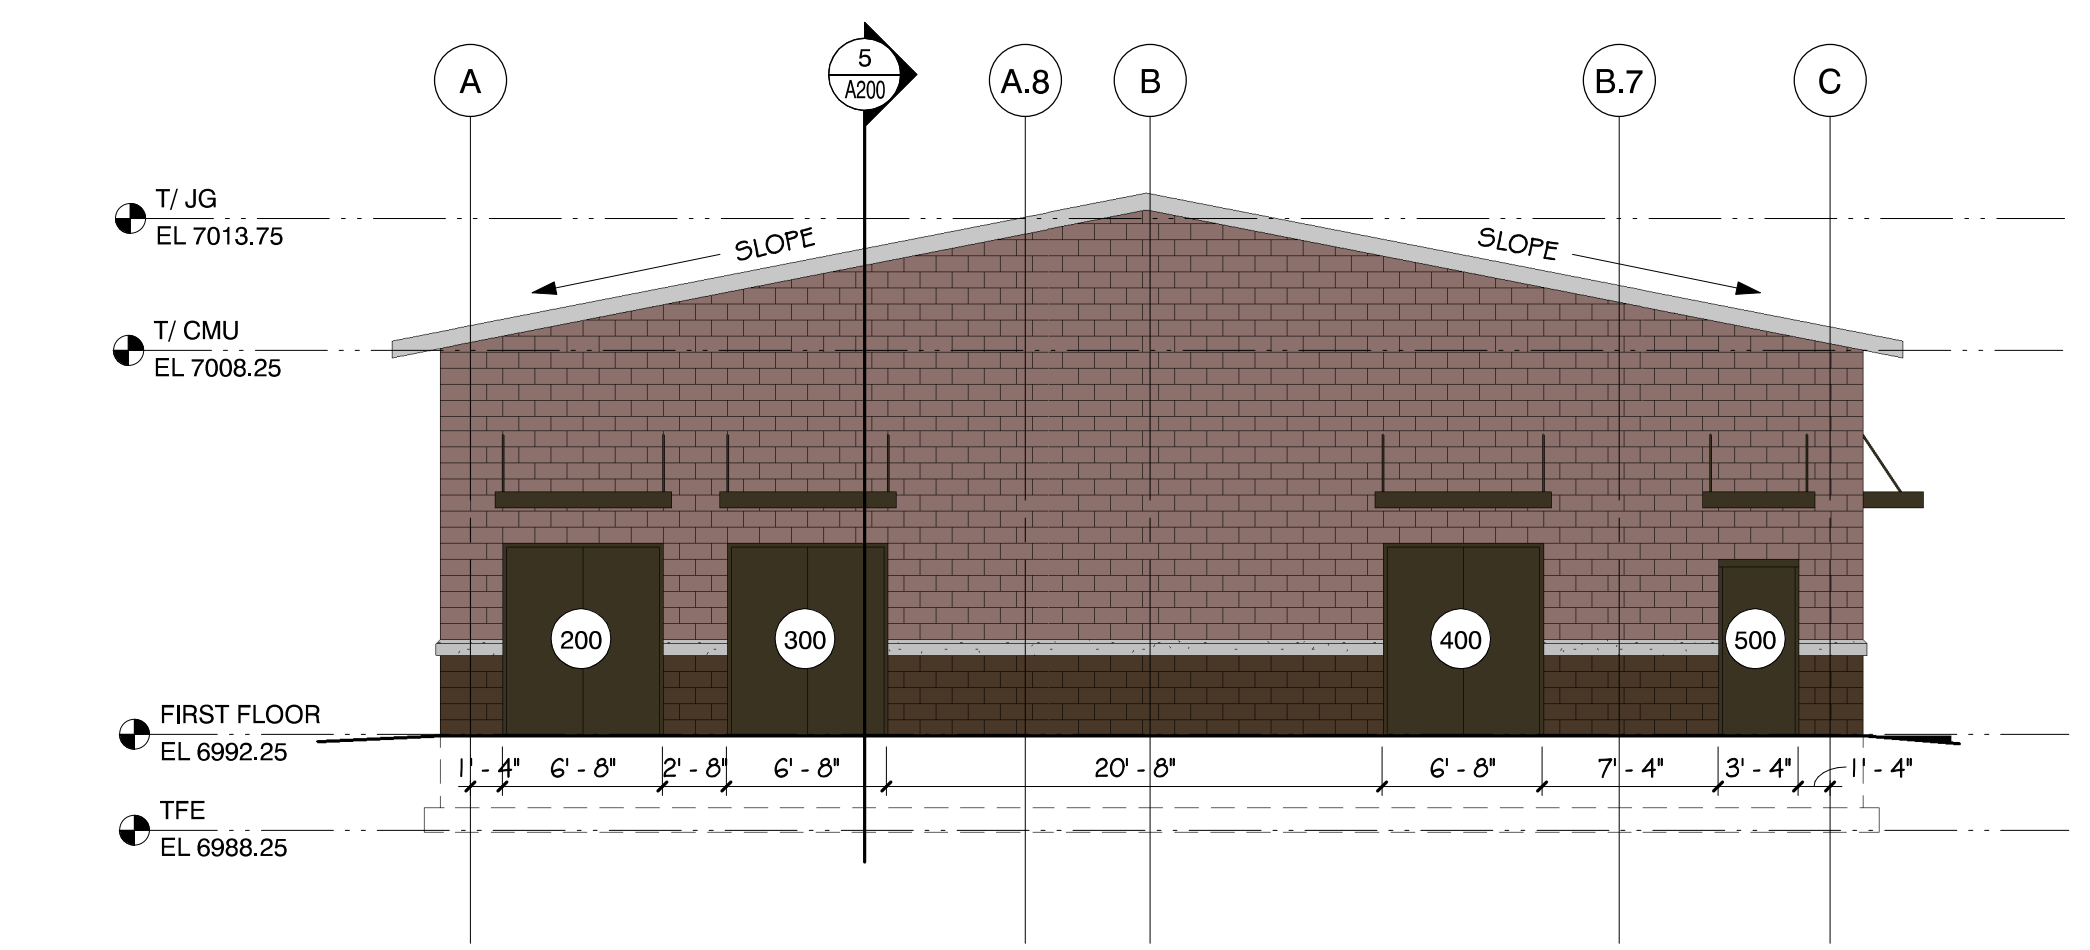 A
5
A200
A.8
B
B.7
C
T/ JG
EL 7013.75
SLOPE
SLOPE
T/ CMU
EL 7008.25
200
300
400
500
FIRST FLOOR
EL 6992.25
1' - 4"
6' - 8"
2' - 8"
6' - 8"
20' - 8"
6' - 8"
7' - 4"
3' - 4"
1' - 4"
TFE
EL 6988.25